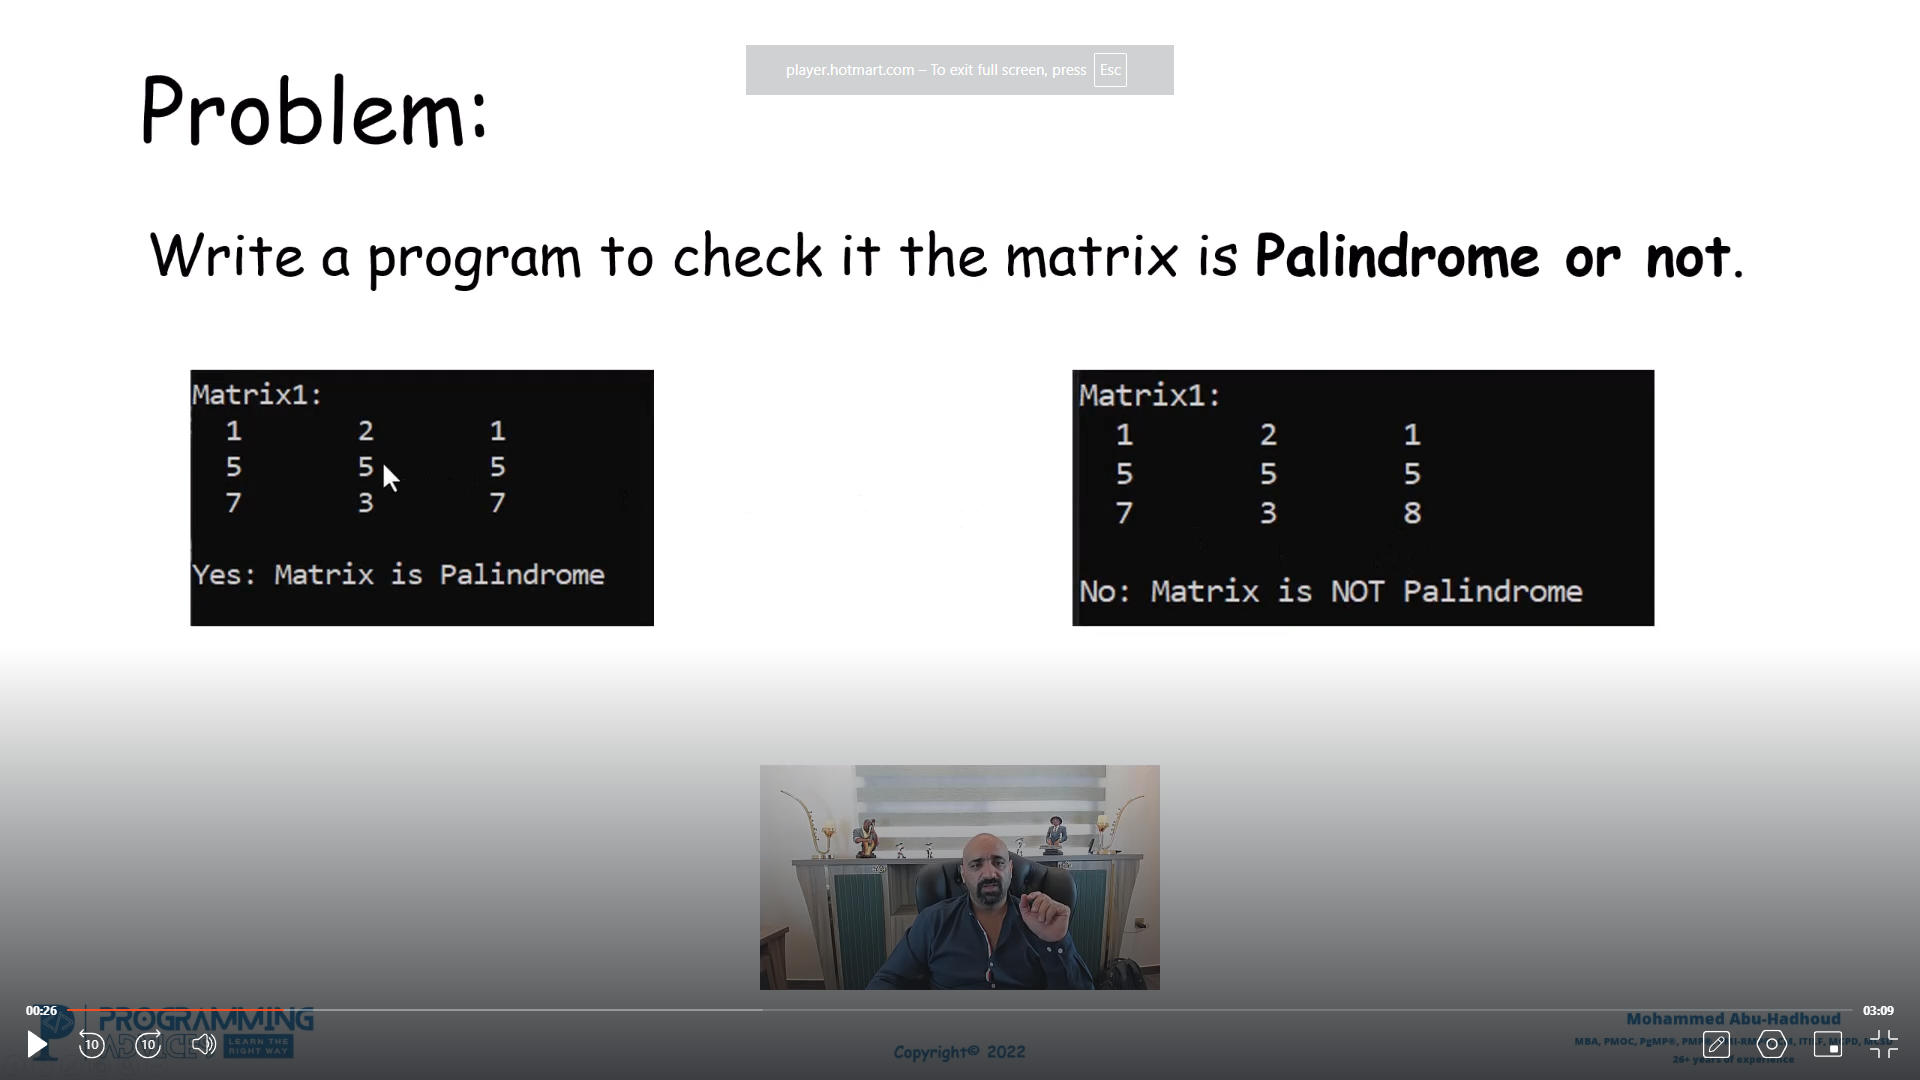 player.hotmart.com – To exit full screen, press Esc
Problem:
Write a program to check it the matrix is Palindrome or not.
Matrix1:
1 2 1
5 5 5
7 3 7
Yes: Matrix is Palindrome
Matrix1:
1 2 1
5 5 5
7 3 8
No: Matrix is NOT Palindrome
00:26
03:09
PROGRAMMING
ADVICES
LEARN THE
RIGHT WAY
10 10
Copyright© 2022
Mohammed Abu-Hadhoud
MBA, PMOC, PgMP®,
26+ years of experience